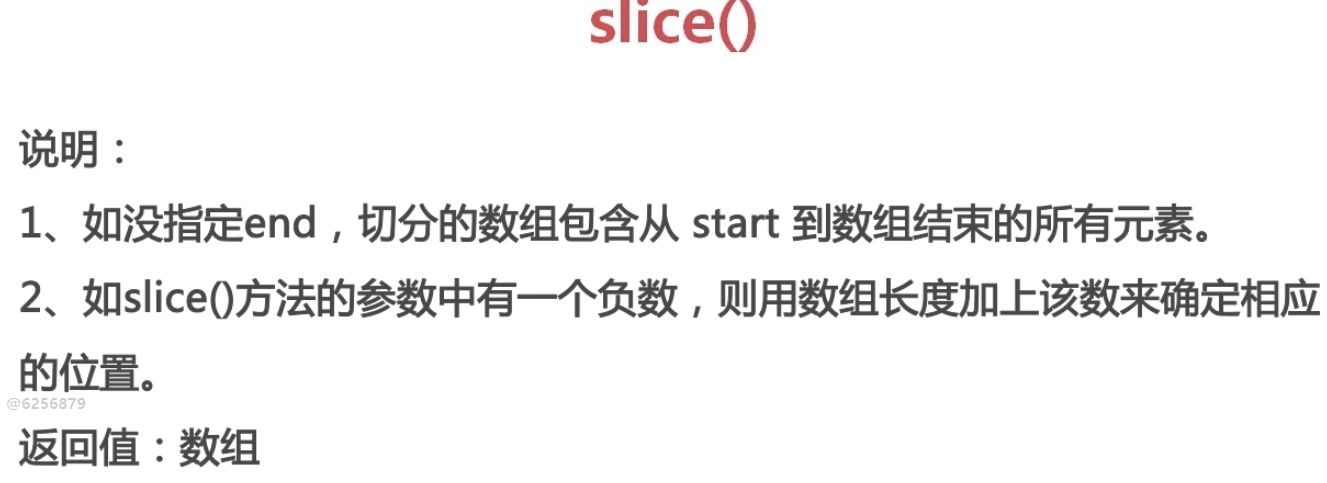 slice()
说明：
1、如没指定end，切分的数组包含从 start 到数组结束的所有元素。
2、如slice()方法的参数中有一个负数，则用数组长度加上该数来确定相应
的位置。
@6256879
返回值：数组